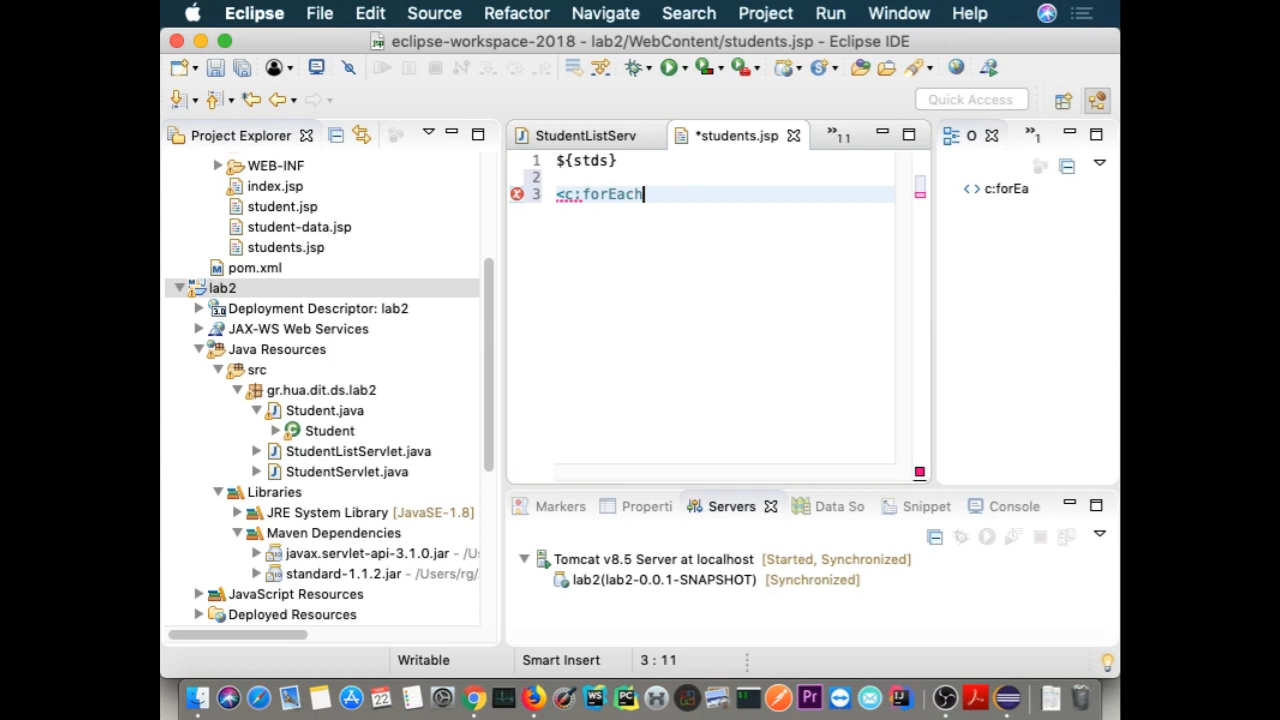 Eclipse File Edit Source Refactor Navigate Search Project Run Window Help
eclipse-workspace-2018 - lab2/WebContent/students.jsp - Eclipse IDE
Quick Access
Project Explorer
WEB-INF
index.jsp
student.jsp
student-data.jsp
students.jsp
pom.xml
lab2
Deployment Descriptor: lab2
JAX-WS Web Services
Java Resources
src
gr.hua.dit.ds.lab2
Student.java
Student
StudentListServlet.java
StudentServlet.java
Libraries
JRE System Library [JavaSE-1.8]
Maven Dependencies
javax.servlet-api-3.1.0.jar - /Us
standard-1.1.2.jar - /Users/rg/.
JavaScript Resources
Deployed Resources
StudentListServ *students.jsp »11
1 ${stds}
2
3 <c:forEach
O »1
c:forEa
Markers Properti Servers Data So Snippet Console
Tomcat v8.5 Server at localhost [Started, Synchronized]
lab2(lab2-0.0.1-SNAPSHOT) [Synchronized]
Writable Smart Insert 3 : 11
22 WS PC Pr IJ